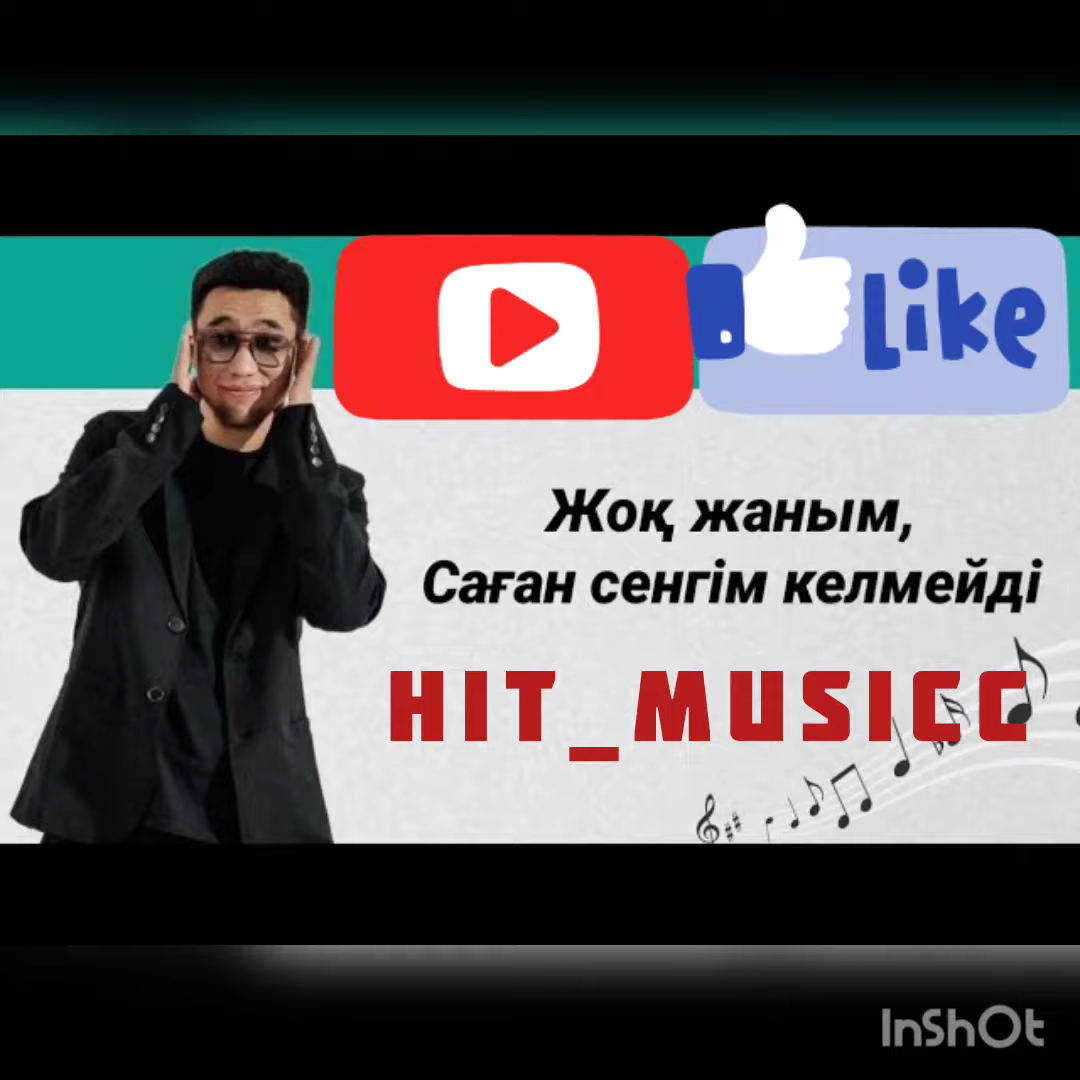 Like
Жоқ жаным,
Саған сенгім келмейді
HIT_MUSICC
InShOt